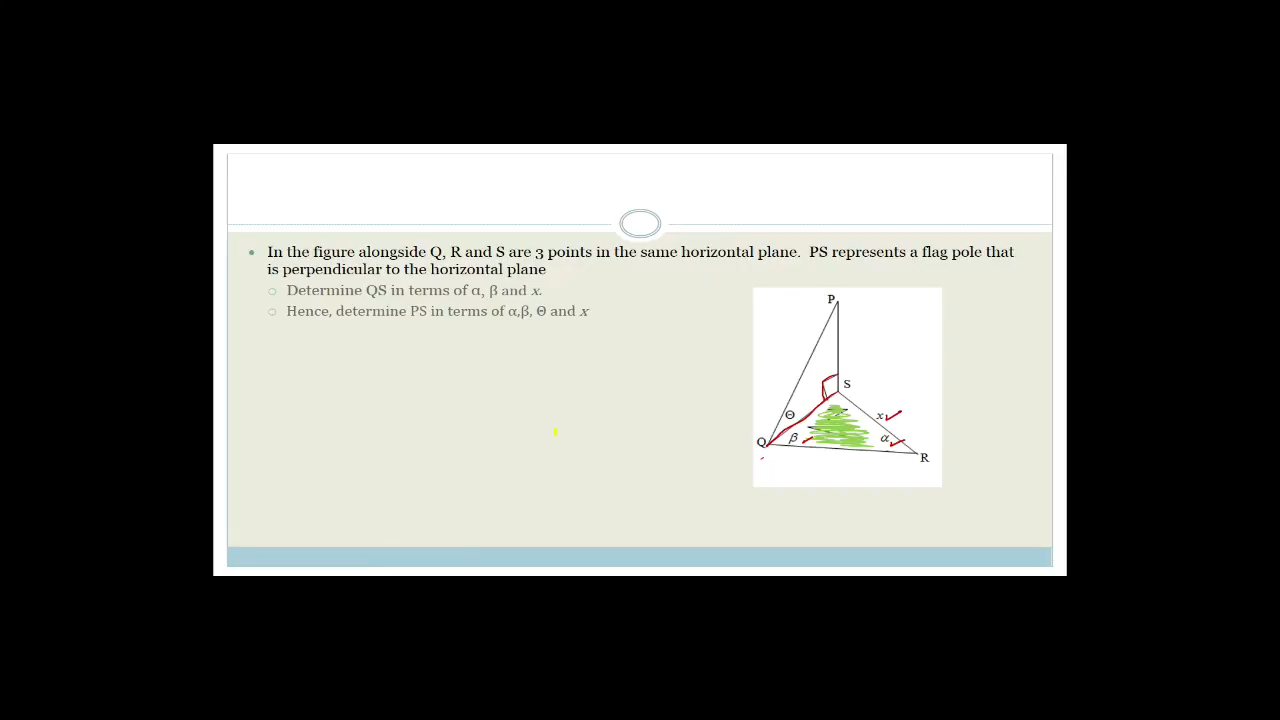 In the figure alongside Q, R and S are 3 points in the same horizontal plane. PS represents a flag pole that
is perpendicular to the horizontal plane
Determine QS in terms of α, β and x.
Hence, determine PS in terms of α,β, Θ and x
P
S
Θ
x
Q
β
α
R